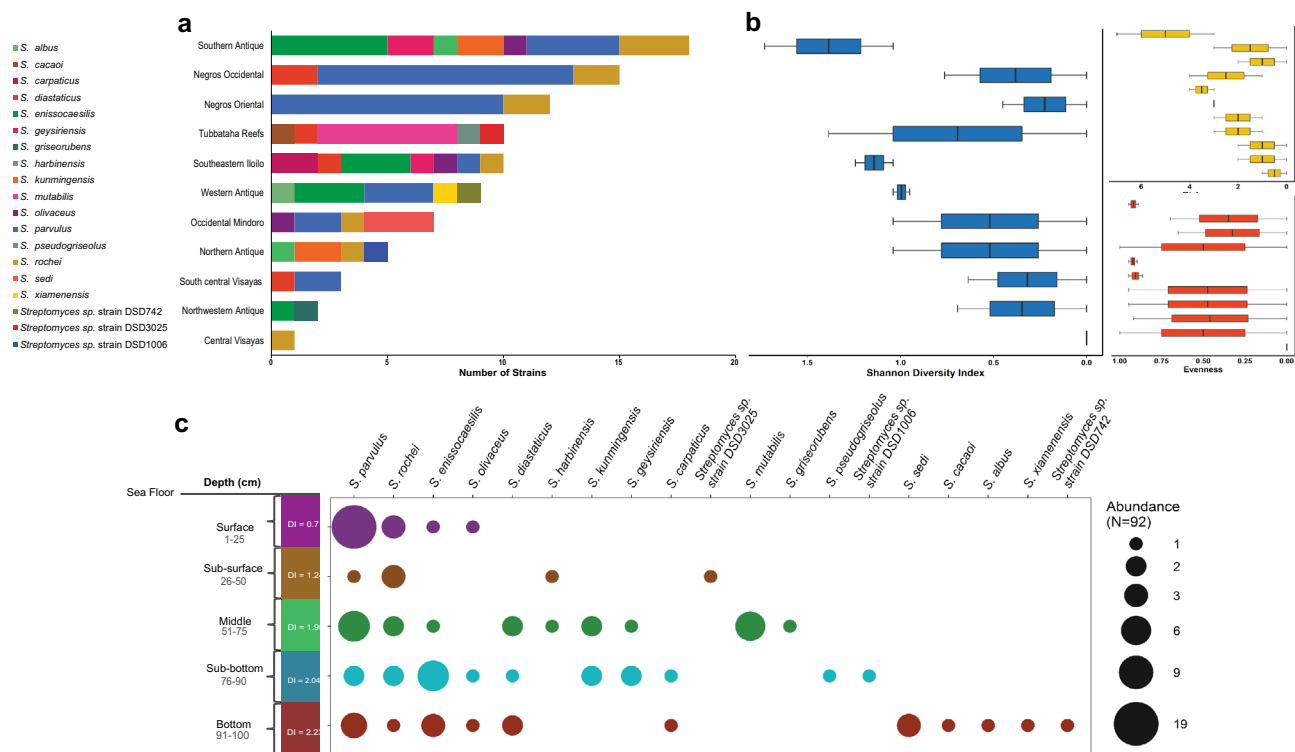 a
b
S. albus
S. cacaoi
S. carpaticus
S. diastaticus
S. enissocaesilis
S. geysiriensis
S. griseorubens
S. harbinensis
S. kunmingensis
S. mutabilis
S. olivaceus
S. parvulus
S. pseudogriseolus
S. rochei
S. sedi
S. xiamenensis
Streptomyces sp. strain DSD742
Streptomyces sp. strain DSD3025
Streptomyces sp. strain DSD1006
Southern Antique
Negros Occidental
Negros Oriental
Tubbataha Reefs
Southeastern Iloilo
Western Antique
Occidental Mindoro
Northern Antique
South central Visayas
Northwestern Antique
Central Visayas
0 5 10 15 20
Number of Strains
1.5 1.0 0.5 0.0
Shannon Diversity Index
6 4 2 0
1.00 0.75 0.50 0.25 0.00
Evenness
c
S. parvulus
S. rochei
S. enissocaesilis
S. olivaceus
S. diastaticus
S. harbinensis
S. kunmingensis
S. geysiriensis
S. carpaticus
Streptomyces sp.
strain DSD3025
S. mutabilis
S. griseorubens
S. pseudogriseolus
Streptomyces sp.
strain DSD1006
S. sedi
S. cacaoi
S. albus
S. xiamenensis
Streptomyces sp.
strain DSD742
Sea Floor
Depth (cm)
Surface
1-25
DI = 0.7
Sub-surface
26-50
DI = 1.2
Middle
51-75
DI = 1.9
Sub-bottom
76-90
DI = 2.04
Bottom
91-100
DI = 2.2
Abundance
(N=92)
1
2
3
6
9
19